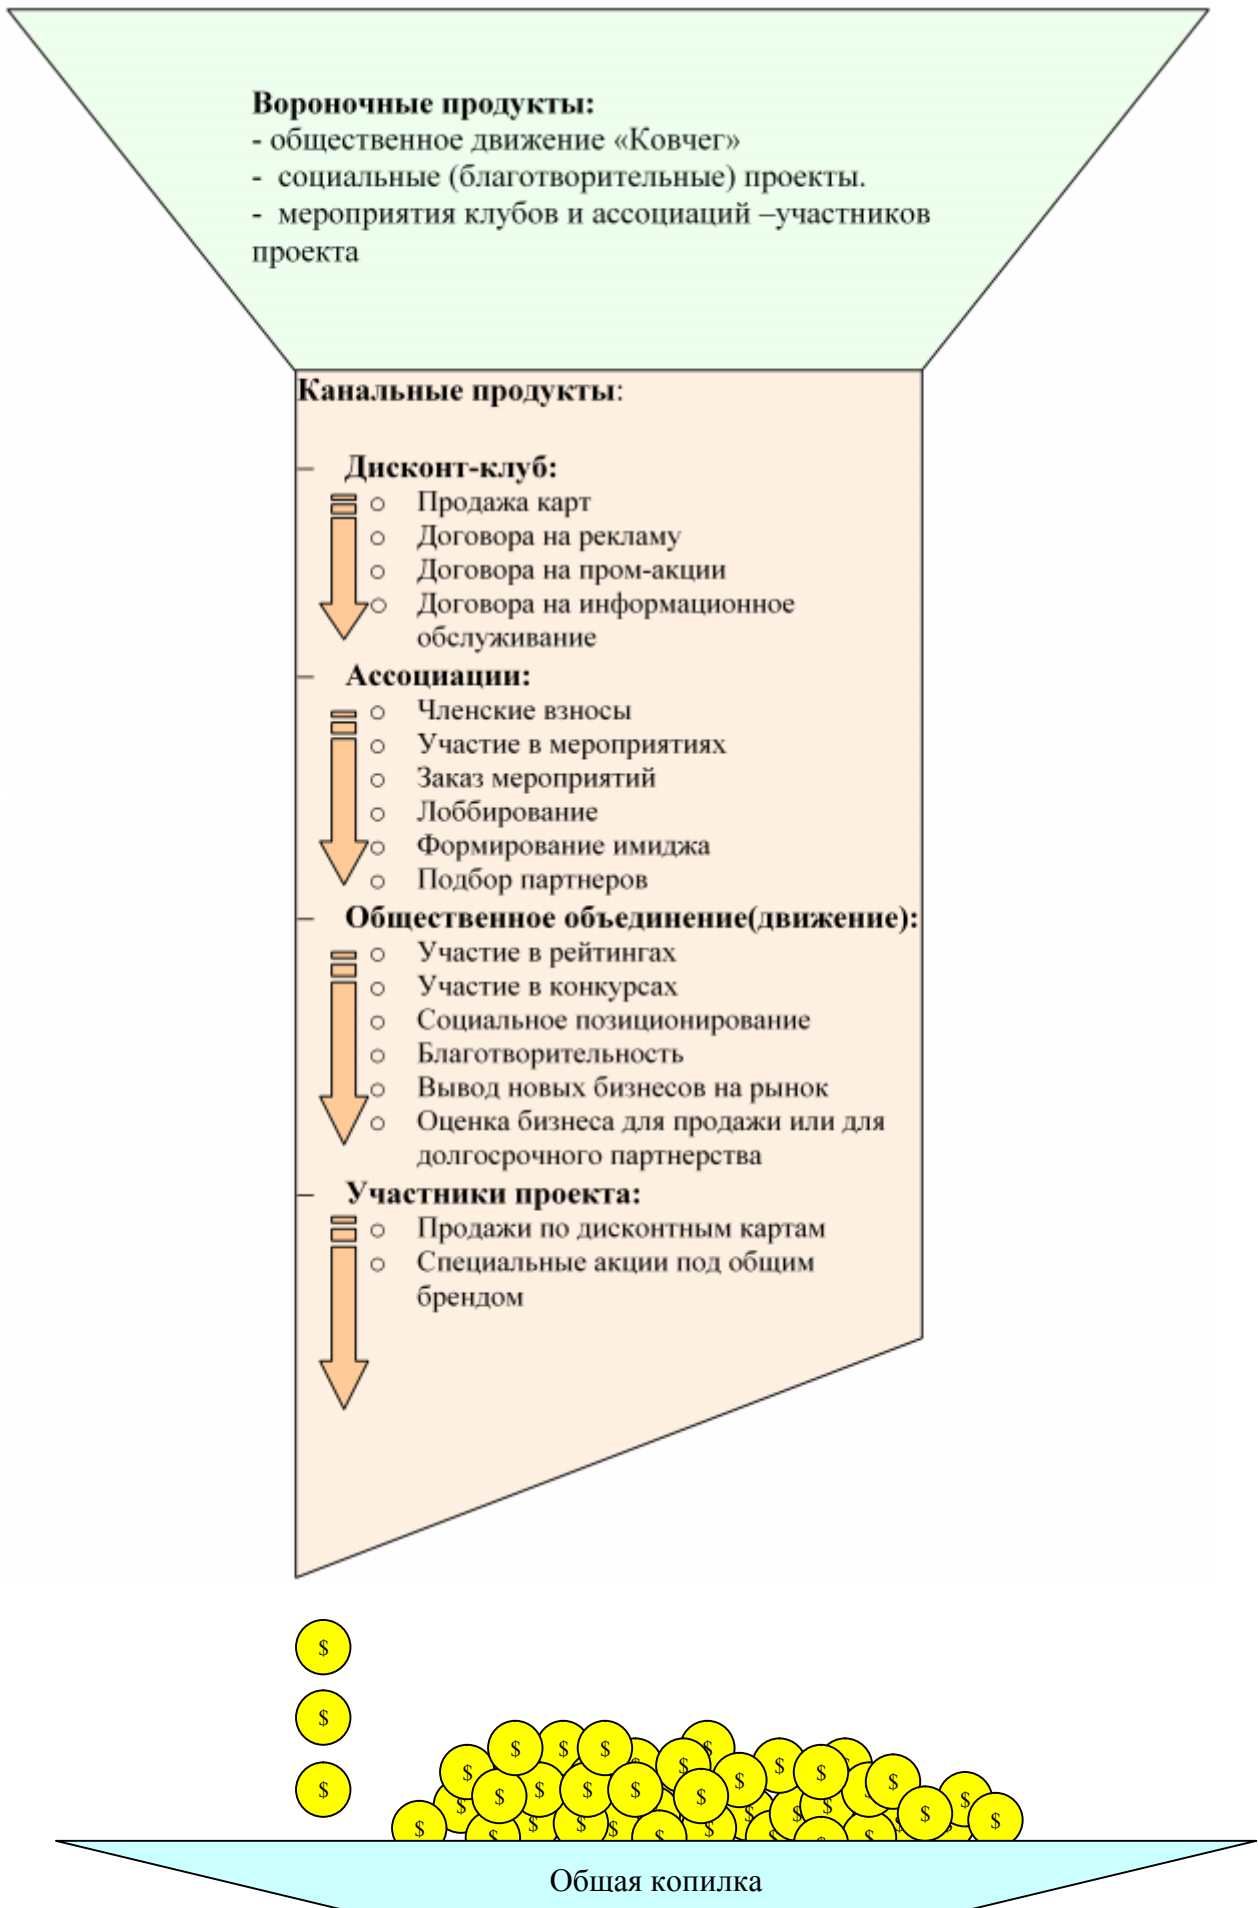 Вороночные продукты:
- общественное движение «Ковчег»
- социальные (благотворительные) проекты.
- мероприятия клубов и ассоциаций –участников
проекта
Канальные продукты:
– Дисконт-клуб:
o Продажа карт
o Договора на рекламу
o Договора на пром-акции
o Договора на информационное
обслуживание
– Ассоциации:
o Членские взносы
o Участие в мероприятиях
o Заказ мероприятий
o Лоббирование
o Формирование имиджа
o Подбор партнеров
– Общественное объединение(движение):
o Участие в рейтингах
o Участие в конкурсах
o Социальное позиционирование
o Благотворительность
o Вывод новых бизнесов на рынок
o Оценка бизнеса для продажи или для
долгосрочного партнерства
– Участники проекта:
o Продажи по дисконтным картам
o Специальные акции под общим
брендом
$
$
$
Общая копилка